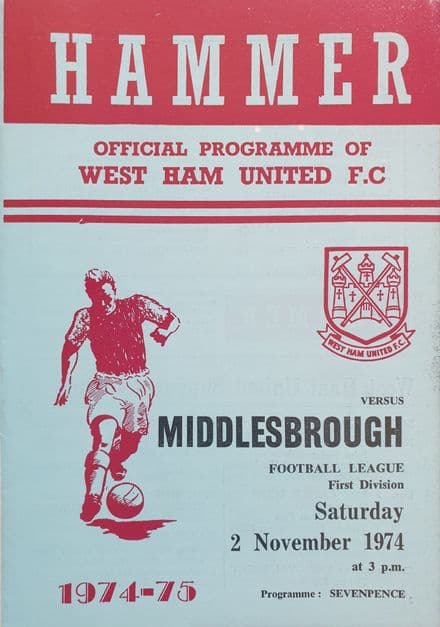 HAMMER
OFFICIAL PROGRAMME OF
WEST HAM UNITED F.C
WEST HAM UNITED F.C.
VERSUS
MIDDLESBROUGH
FOOTBALL LEAGUE
First Division
Saturday
2 November 1974
at 3 p.m.
1974-75
Programme : SEVENPENCE